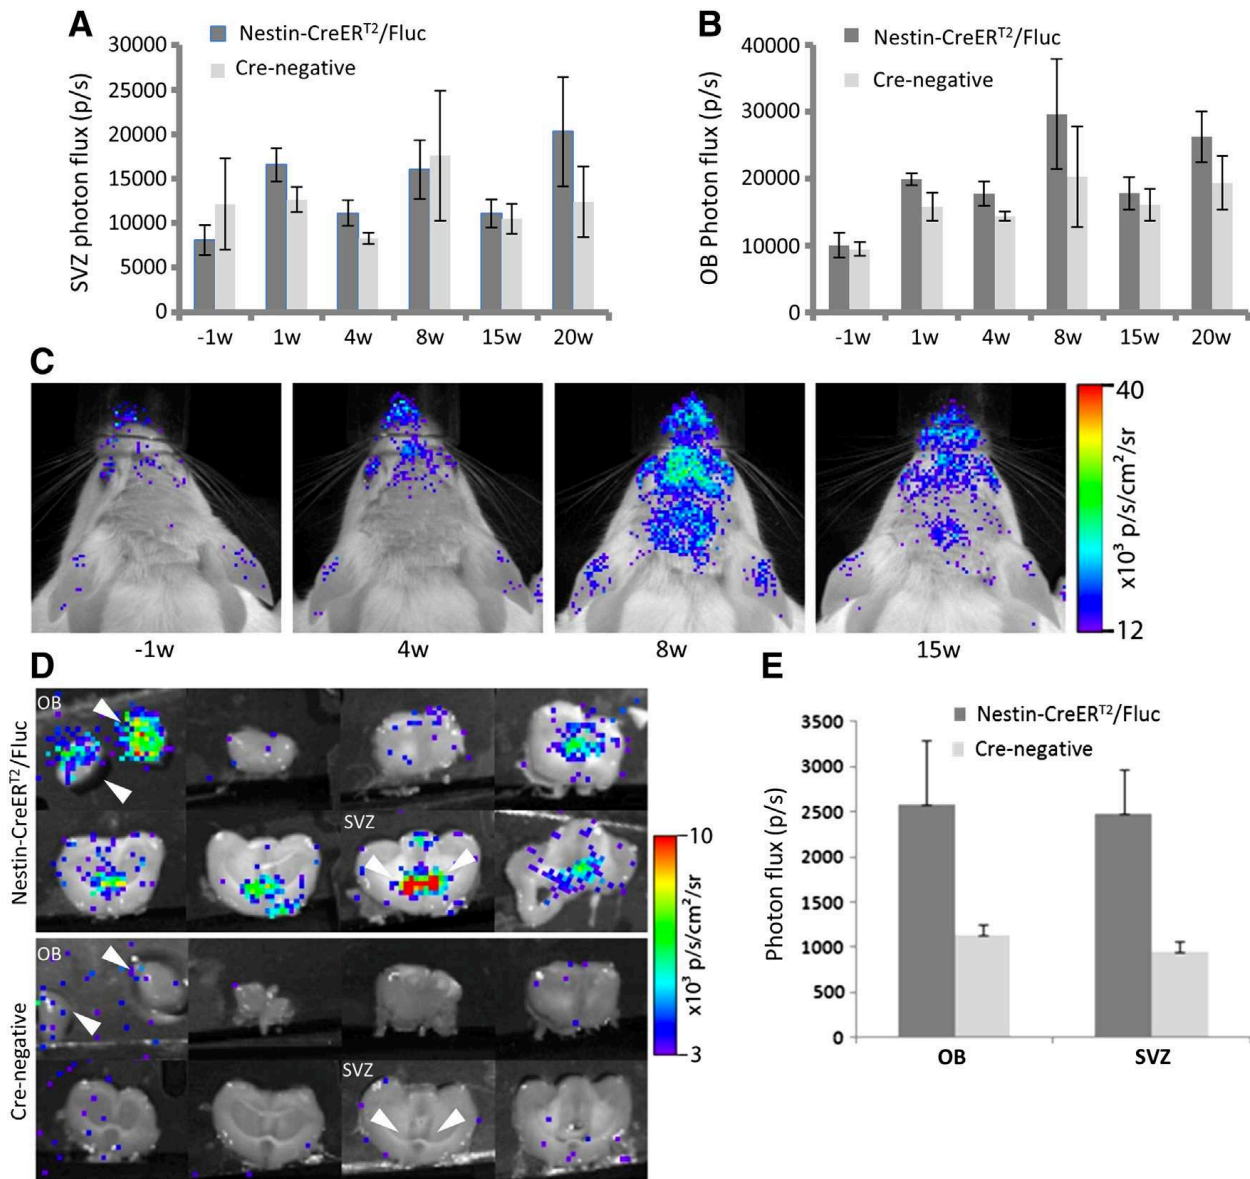 A
SVZ photon flux (p/s)
Nestin-CreERT2/Fluc
Cre-negative
30000
25000
20000
15000
10000
5000
0
-1w 1w 4w 8w 15w 20w
B
OB Photon flux (p/s)
Nestin-CreERT2/Fluc
Cre-negative
40000
30000
20000
10000
0
-1w 1w 4w 8w 15w 20w
C
-1w 4w 8w 15w
40
x10³ p/s/cm²/sr
12
D
Nestin-CreERT2/Fluc
OB
SVZ
Cre-negative
OB
SVZ
10
x10³ p/s/cm²/sr
3
E
Photon flux (p/s)
Nestin-CreERT2/Fluc
Cre-negative
3500
3000
2500
2000
1500
1000
500
0
OB SVZ